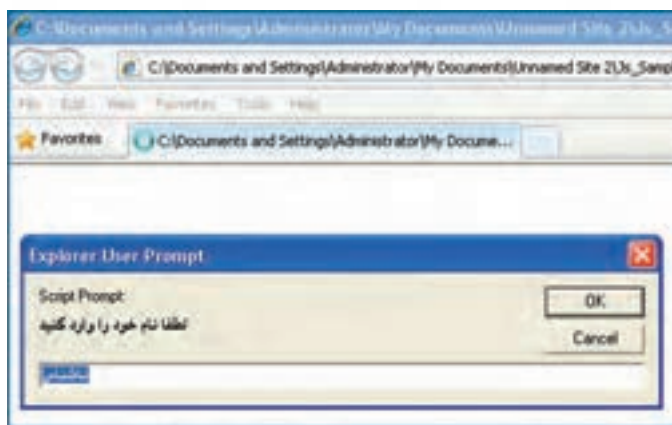 C:\Documents and Settings\Administrator\My Documents\Unnamed Site 2\Js_S
C:\Documents and Settings\Administrator\My Documents\Unnamed Site 2\Js_Samp
File Edit View Favorites Tools Help
Favorites
C:\Documents and Settings\Administrator\My Docume...
Explorer User Prompt
Script Prompt:
لطفا نام خود را وارد کنید
OK
Cancel